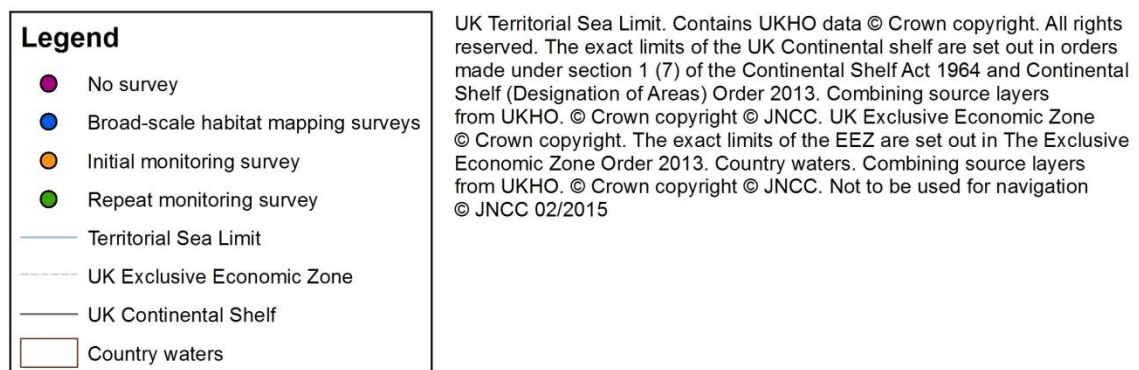 Legend
No survey
Broad-scale habitat mapping surveys
Initial monitoring survey
Repeat monitoring survey
Territorial Sea Limit
UK Exclusive Economic Zone
UK Continental Shelf
Country waters
UK Territorial Sea Limit. Contains UKHO data © Crown copyright. All rights
reserved. The exact limits of the UK Continental shelf are set out in orders
made under section 1 (7) of the Continental Shelf Act 1964 and Continental
Shelf (Designation of Areas) Order 2013. Combining source layers
from UKHO. © Crown copyright © JNCC. UK Exclusive Economic Zone
© Crown copyright. The exact limits of the EEZ are set out in The Exclusive
Economic Zone Order 2013. Country waters. Combining source layers
from UKHO. © Crown copyright © JNCC. Not to be used for navigation
© JNCC 02/2015